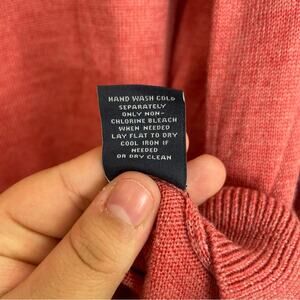 HAND WASH COLD
SEPARATELY
ONLY NON-
CHLORINE BLEACH
WHEN NEEDED
LAY FLAT TO DRY
COOL IRON IF
NEEDED
OR DRY CLEAN